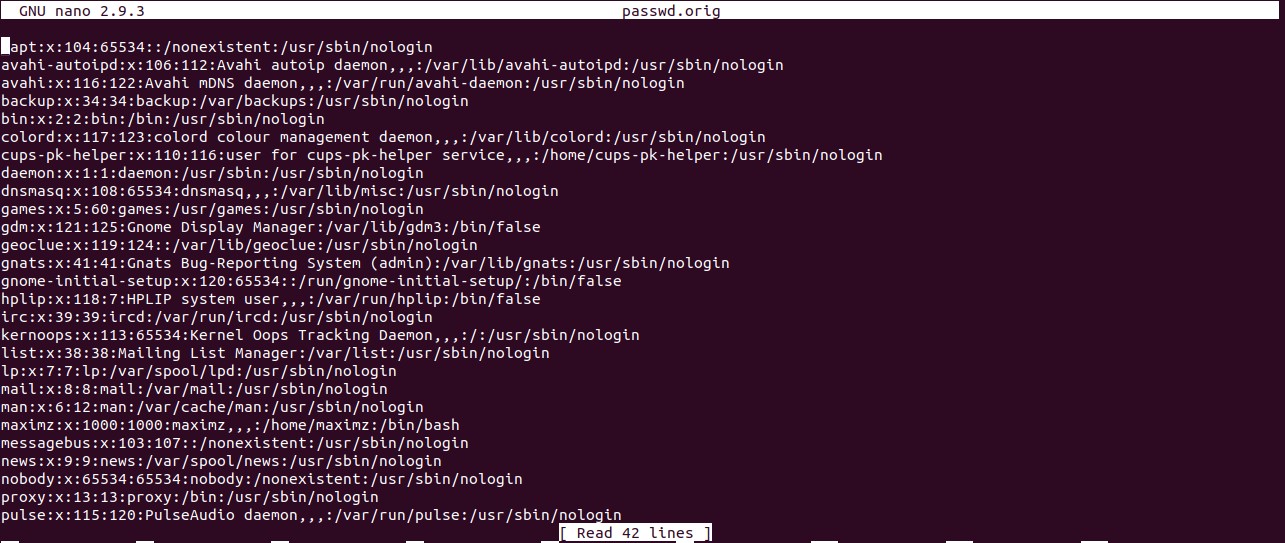 GNU nano 2.9.3 passwd.orig
_apt:x:104:65534::/nonexistent:/usr/sbin/nologin
avahi-autoipd:x:106:112:Avahi autoip daemon,,,:/var/lib/avahi-autoipd:/usr/sbin/nologin
avahi:x:116:122:Avahi mDNS daemon,,,:/var/run/avahi-daemon:/usr/sbin/nologin
backup:x:34:34:backup:/var/backups:/usr/sbin/nologin
bin:x:2:2:bin:/bin:/usr/sbin/nologin
colord:x:117:123:colord colour management daemon,,,:/var/lib/colord:/usr/sbin/nologin
cups-pk-helper:x:110:116:user for cups-pk-helper service,,,:/home/cups-pk-helper:/usr/sbin/nologin
daemon:x:1:1:daemon:/usr/sbin:/usr/sbin/nologin
dnsmasq:x:108:65534:dnsmasq,,,:/var/lib/misc:/usr/sbin/nologin
games:x:5:60:games:/usr/games:/usr/sbin/nologin
gdm:x:121:125:Gnome Display Manager:/var/lib/gdm3:/bin/false
geoclue:x:119:124::/var/lib/geoclue:/usr/sbin/nologin
gnats:x:41:41:Gnats Bug-Reporting System (admin):/var/lib/gnats:/usr/sbin/nologin
gnome-initial-setup:x:120:65534::/run/gnome-initial-setup/:/bin/false
hplip:x:118:7:HPLIP system user,,,:/var/run/hplip:/bin/false
irc:x:39:39:ircd:/var/run/ircd:/usr/sbin/nologin
kernoops:x:113:65534:Kernel Oops Tracking Daemon,,,:/:/usr/sbin/nologin
list:x:38:38:Mailing List Manager:/var/list:/usr/sbin/nologin
lp:x:7:7:lp:/var/spool/lpd:/usr/sbin/nologin
mail:x:8:8:mail:/var/mail:/usr/sbin/nologin
man:x:6:12:man:/var/cache/man:/usr/sbin/nologin
maximz:x:1000:1000:maximz,,,:/home/maximz:/bin/bash
messagebus:x:103:107::/nonexistent:/usr/sbin/nologin
news:x:9:9:news:/var/spool/news:/usr/sbin/nologin
nobody:x:65534:65534:nobody:/nonexistent:/usr/sbin/nologin
proxy:x:13:13:proxy:/bin:/usr/sbin/nologin
pulse:x:115:120:PulseAudio daemon,,,:/var/run/pulse:/usr/sbin/nologin
[ Read 42 lines ]